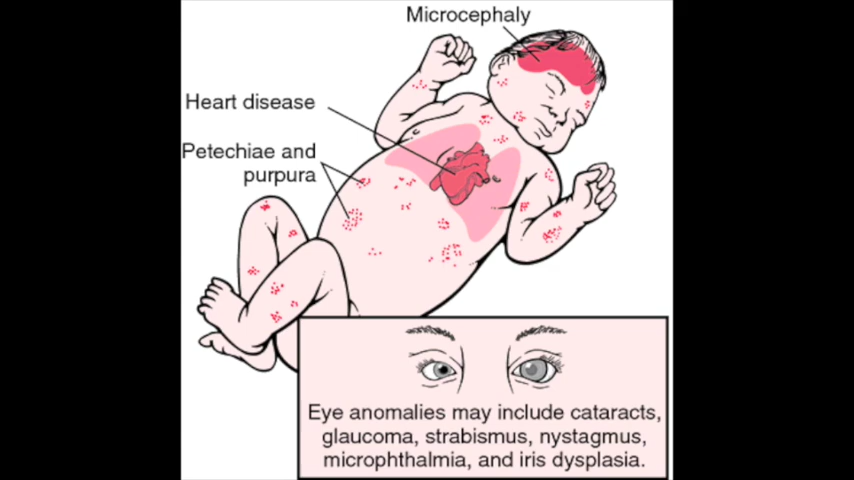 Microcephaly
Heart disease
Petechiae and
purpura
Eye anomalies may include cataracts,
glaucoma, strabismus, nystagmus,
microphthalmia, and iris dysplasia.